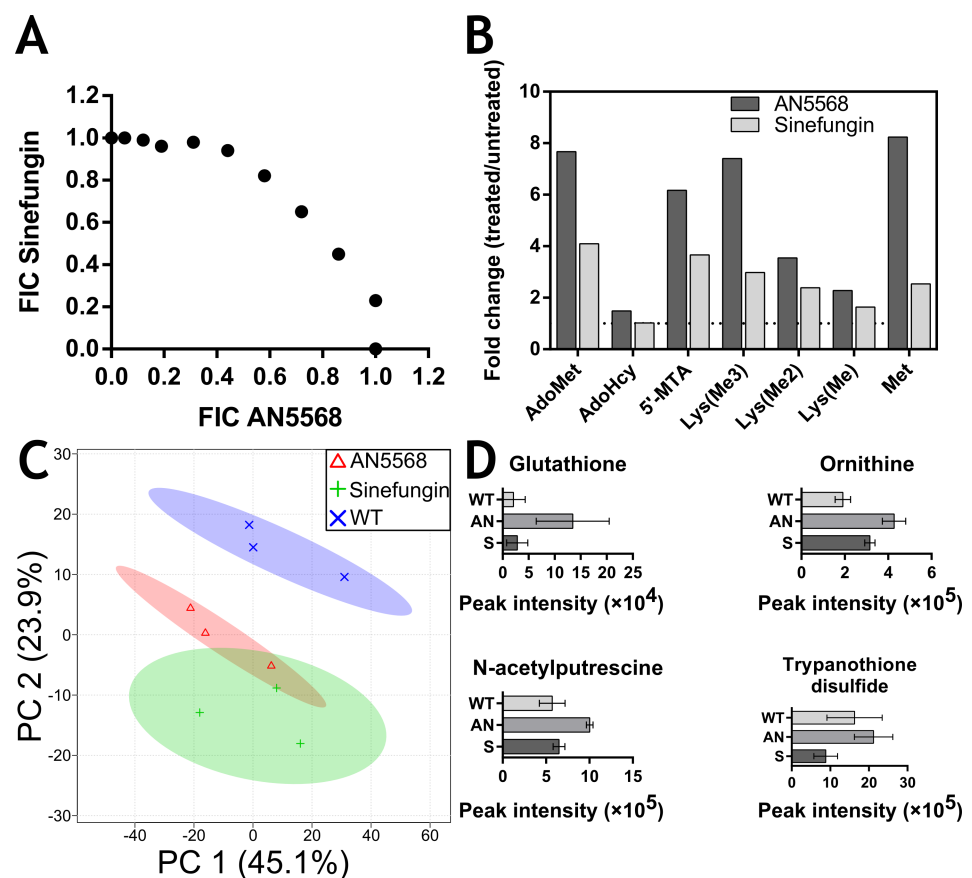 A
1.2
1.0
0.8
0.6
0.4
0.2
0.0
FIC Sinefungin
0.0 0.2 0.4 0.6 0.8 1.0 1.2
FIC AN5568
B
10
8
6
4
2
0
Fold change (treated/untreated)
AN5568
Sinefungin
AdoMet AdoHcy 5'-MTA Lys(Me3) Lys(Me2) Lys(Me) Met
C
30
20
10
0
-10
-20
-30
PC 2 (23.9%)
AN5568
Sinefungin
WT
-40 -20 0 20 40 60
PC 1 (45.1%)
D
Glutathione
WT
AN
S
0 5 10 15 20 25
Peak intensity (×10⁴)
Ornithine
WT
AN
S
0 2 4 6
Peak intensity (×10⁵)
N-acetylputrescine
WT
AN
S
0 5 10 15
Peak intensity (×10⁵)
Trypanothione
disulfide
WT
AN
S
0 10 20 30
Peak intensity (×10⁵)